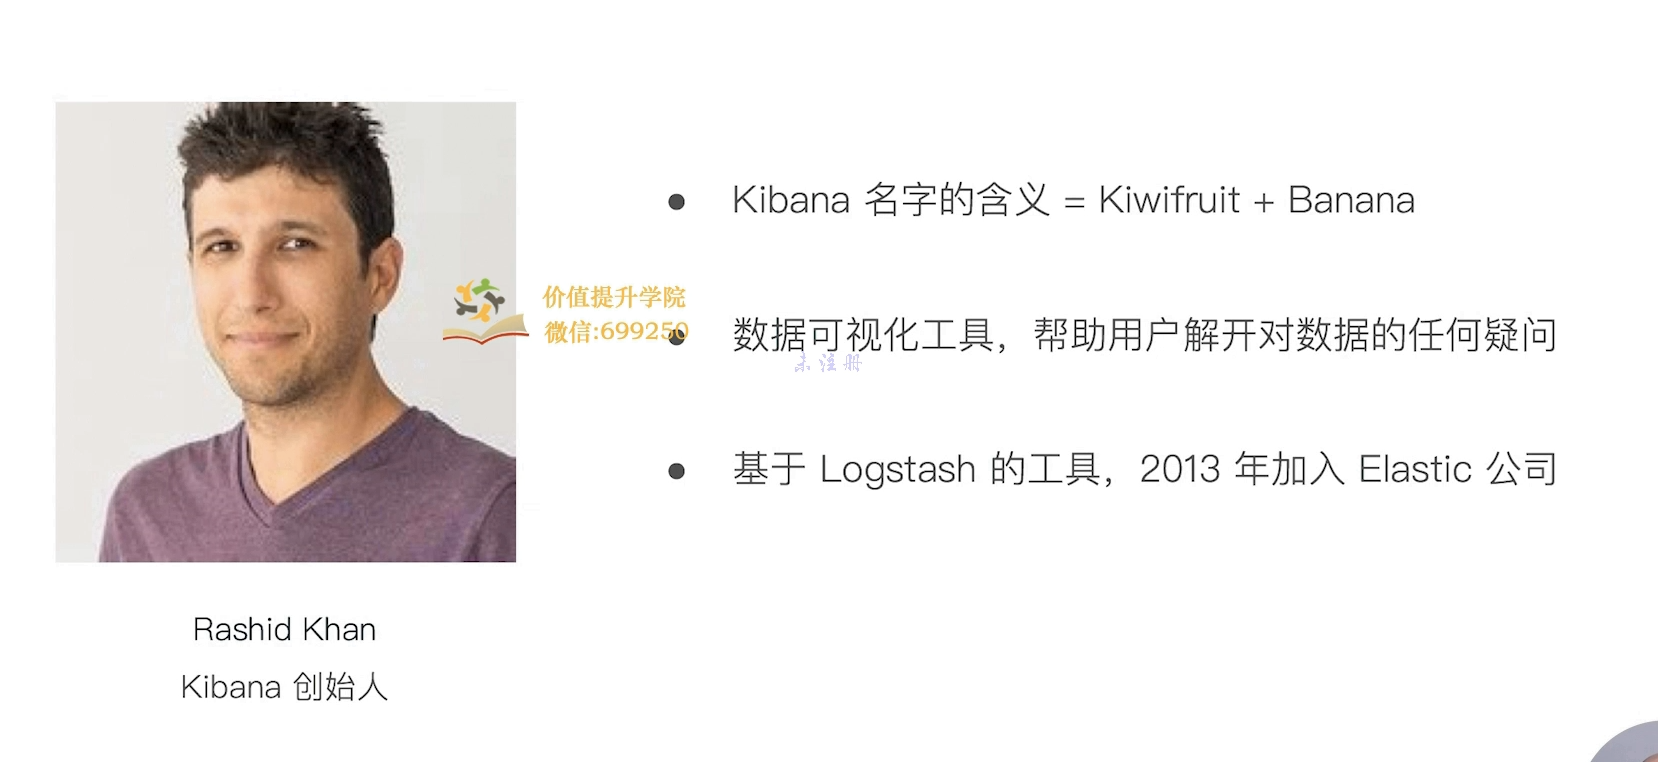 Kibana 名字的含义 = Kiwifruit + Banana
价值提升学院
微信:699250
数据可视化工具，帮助用户解开对数据的任何疑问
未注册
基于 Logstash 的工具，2013 年加入 Elastic 公司
Rashid Khan
Kibana 创始人